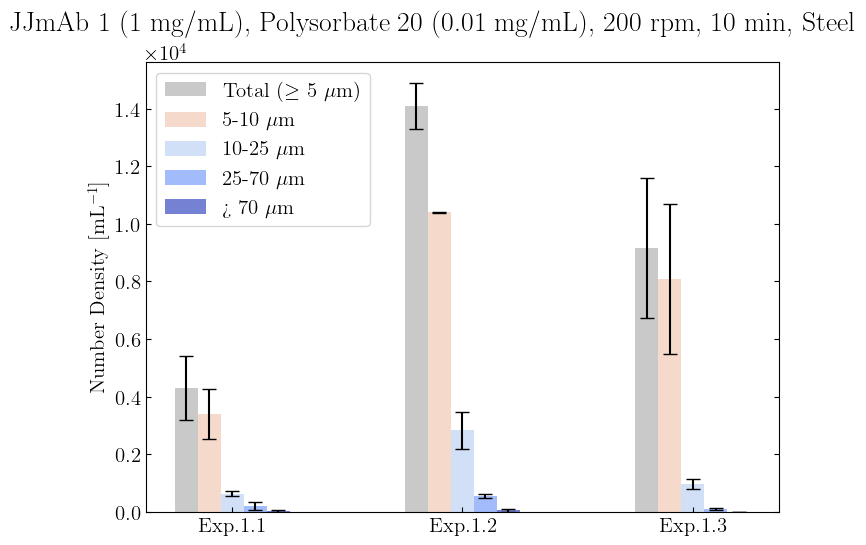 JJmAb 1 (1 mg/mL), Polysorbate 20 (0.01 mg/mL), 200 rpm, 10 min, Steel
×10⁴
Total (≥ 5 μm)
5-10 μm
10-25 μm
25-70 μm
¿ 70 μm
Number Density [mL⁻¹]
1.4
1.2
1.0
0.8
0.6
0.4
0.2
0.0
Exp.1.1 Exp.1.2 Exp.1.3